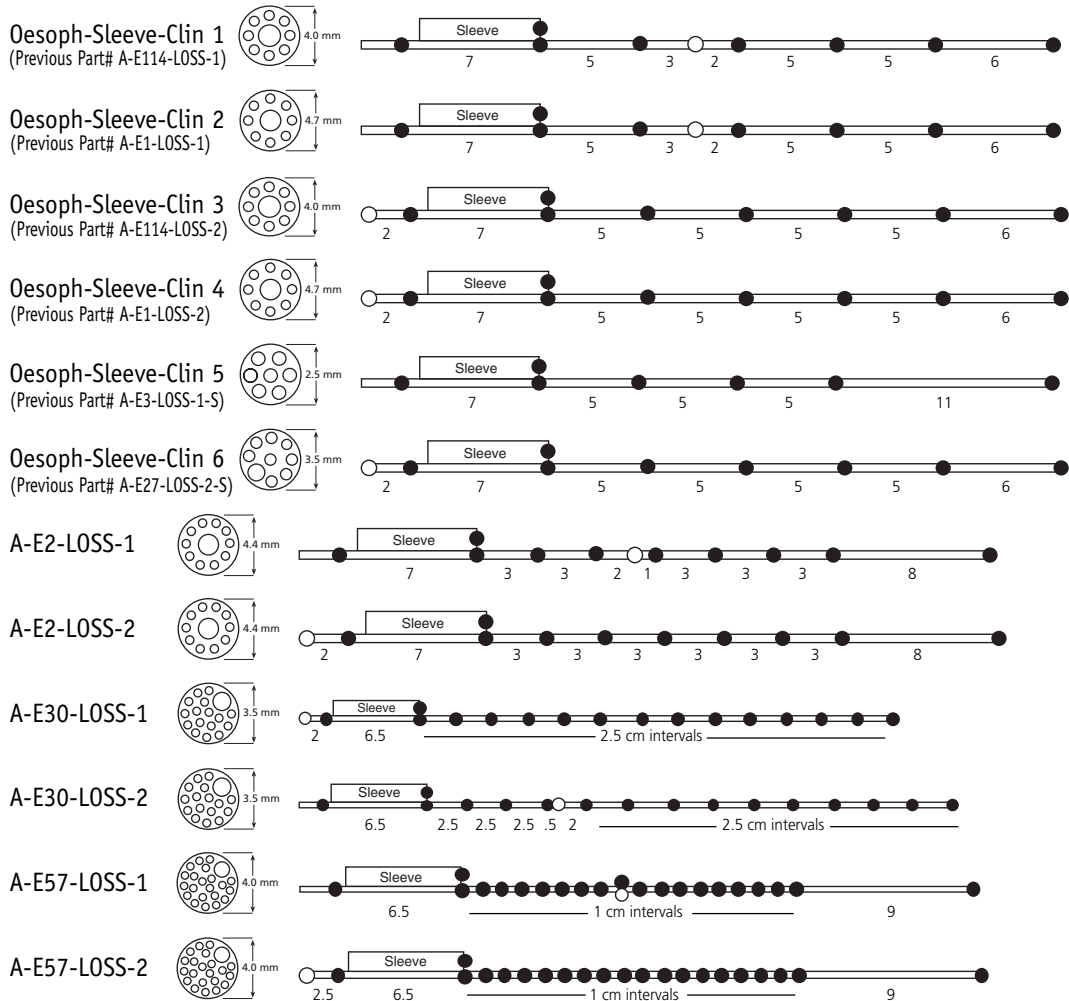 Oesoph-Sleeve-Clin 1
(Previous Part# A-E114-LOSS-1)
4.0 mm
Sleeve
7 5 3 2 5 5 6
Oesoph-Sleeve-Clin 2
(Previous Part# A-E1-LOSS-1)
4.7 mm
Sleeve
7 5 3 2 5 5 6
Oesoph-Sleeve-Clin 3
(Previous Part# A-E114-LOSS-2)
4.0 mm
Sleeve
2 7 5 5 5 5 6
Oesoph-Sleeve-Clin 4
(Previous Part# A-E1-LOSS-2)
4.7 mm
Sleeve
2 7 5 5 5 5 6
Oesoph-Sleeve-Clin 5
(Previous Part# A-E3-LOSS-1-S)
2.5 mm
Sleeve
7 5 5 5 11
Oesoph-Sleeve-Clin 6
(Previous Part# A-E27-LOSS-2-S)
3.5 mm
Sleeve
2 7 5 5 5 5 6
A-E2-LOSS-1
4.4 mm
Sleeve
7 3 3 2 1 3 3 3 8
A-E2-LOSS-2
4.4 mm
Sleeve
2 7 3 3 3 3 3 3 8
A-E30-LOSS-1
3.5 mm
Sleeve
2 6.5 2.5 cm intervals
A-E30-LOSS-2
3.5 mm
Sleeve
6.5 2.5 2.5 2.5 .5 2 2.5 cm intervals
A-E57-LOSS-1
4.0 mm
Sleeve
6.5 1 cm intervals 9
A-E57-LOSS-2
4.0 mm
Sleeve
2.5 6.5 1 cm intervals 9